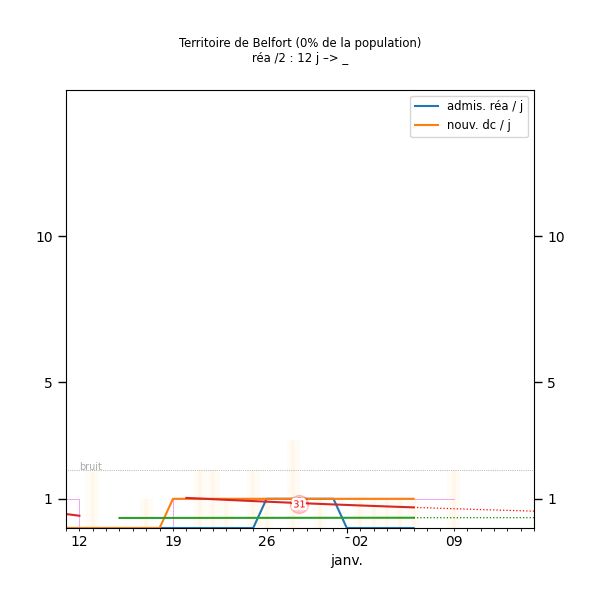 Territoire de Belfort (0% de la population)
réa /2 : 12 j –> _
admis. réa / j
nouv. dc / j
10 10
5 5
bruit
1 31 1
12 19 26 02 09
janv.